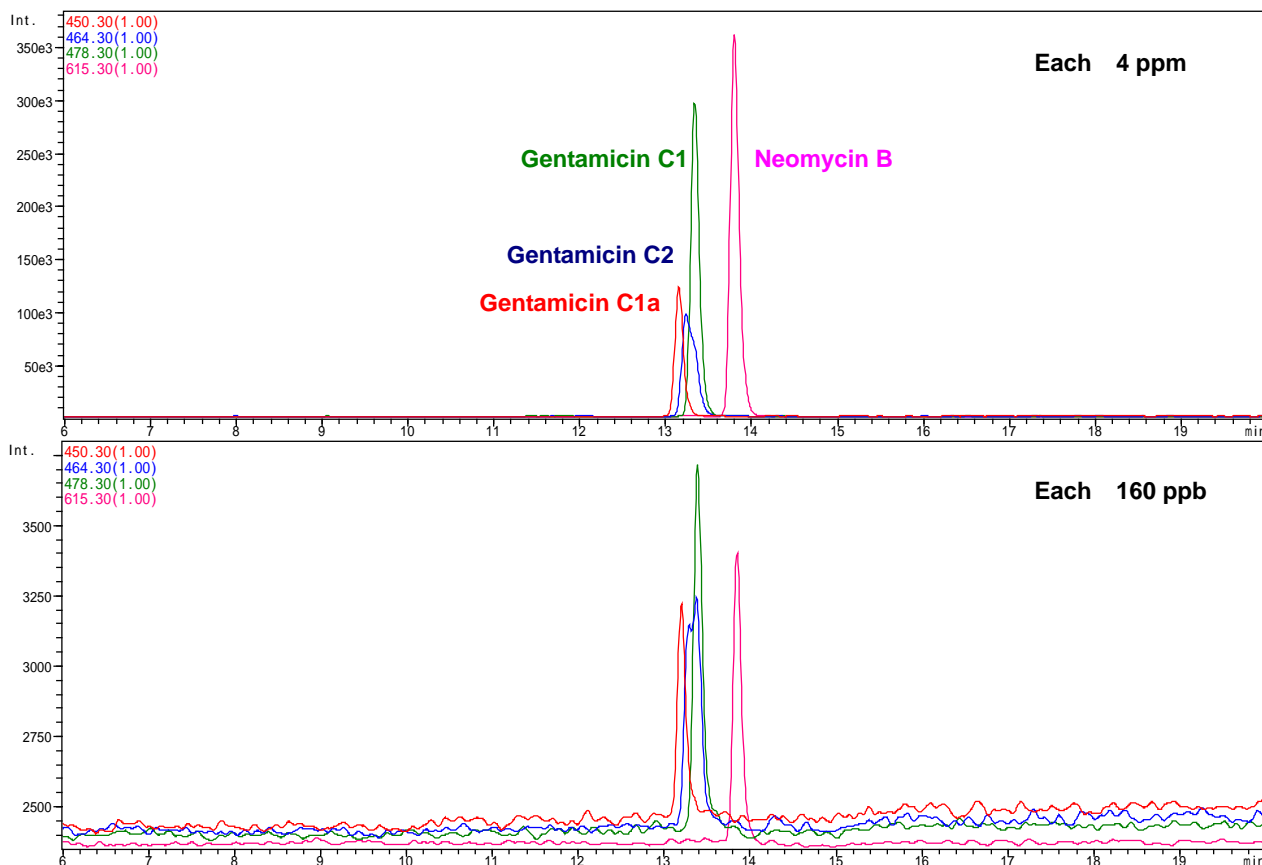 Int.
450.30(1.00)
464.30(1.00)
478.30(1.00)
615.30(1.00)
Each 4 ppm
350e3
300e3
250e3
200e3
150e3
100e3
50e3
Gentamicin C1
Neomycin B
Gentamicin C2
Gentamicin C1a
6 7 8 9 10 11 12 13 14 15 16 17 18 19 min
Int.
450.30(1.00)
464.30(1.00)
478.30(1.00)
615.30(1.00)
Each 160 ppb
3500
3250
3000
2750
2500
6 7 8 9 10 11 12 13 14 15 16 17 18 19 min